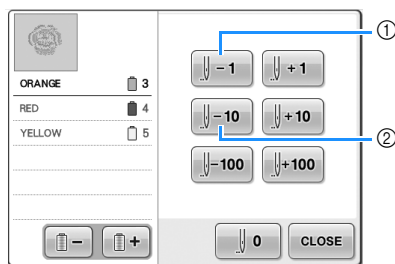 ①
ORANGE 3
RED 4
YELLOW 5
-1 +1
-10 +10
②
-100 +100
- + 0 CLOSE